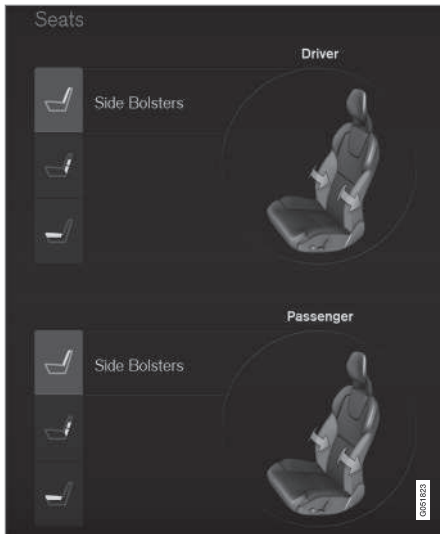 Seats
Driver
Side Bolsters
Passenger
Side Bolsters
G051823